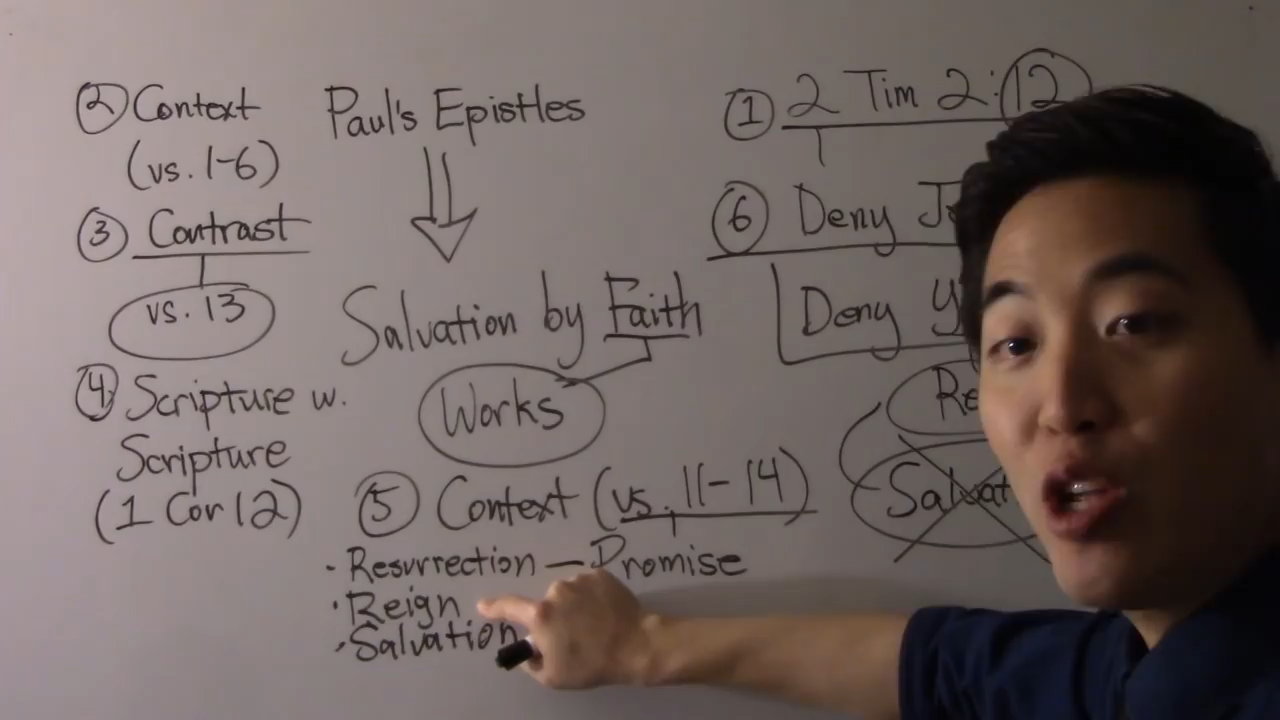 ② Context
(vs. 1-6)
③ Contrast
vs. 13
④ Scripture w.
Scripture
(1 Cor 12)
Paul's Epistles
Salvation by Faith
Works
⑤ Context (vs. 11-14)
· Resurrection — Promise
· Reign
· Salvation
① 2 Tim 2:12
⑥ Deny
Deny